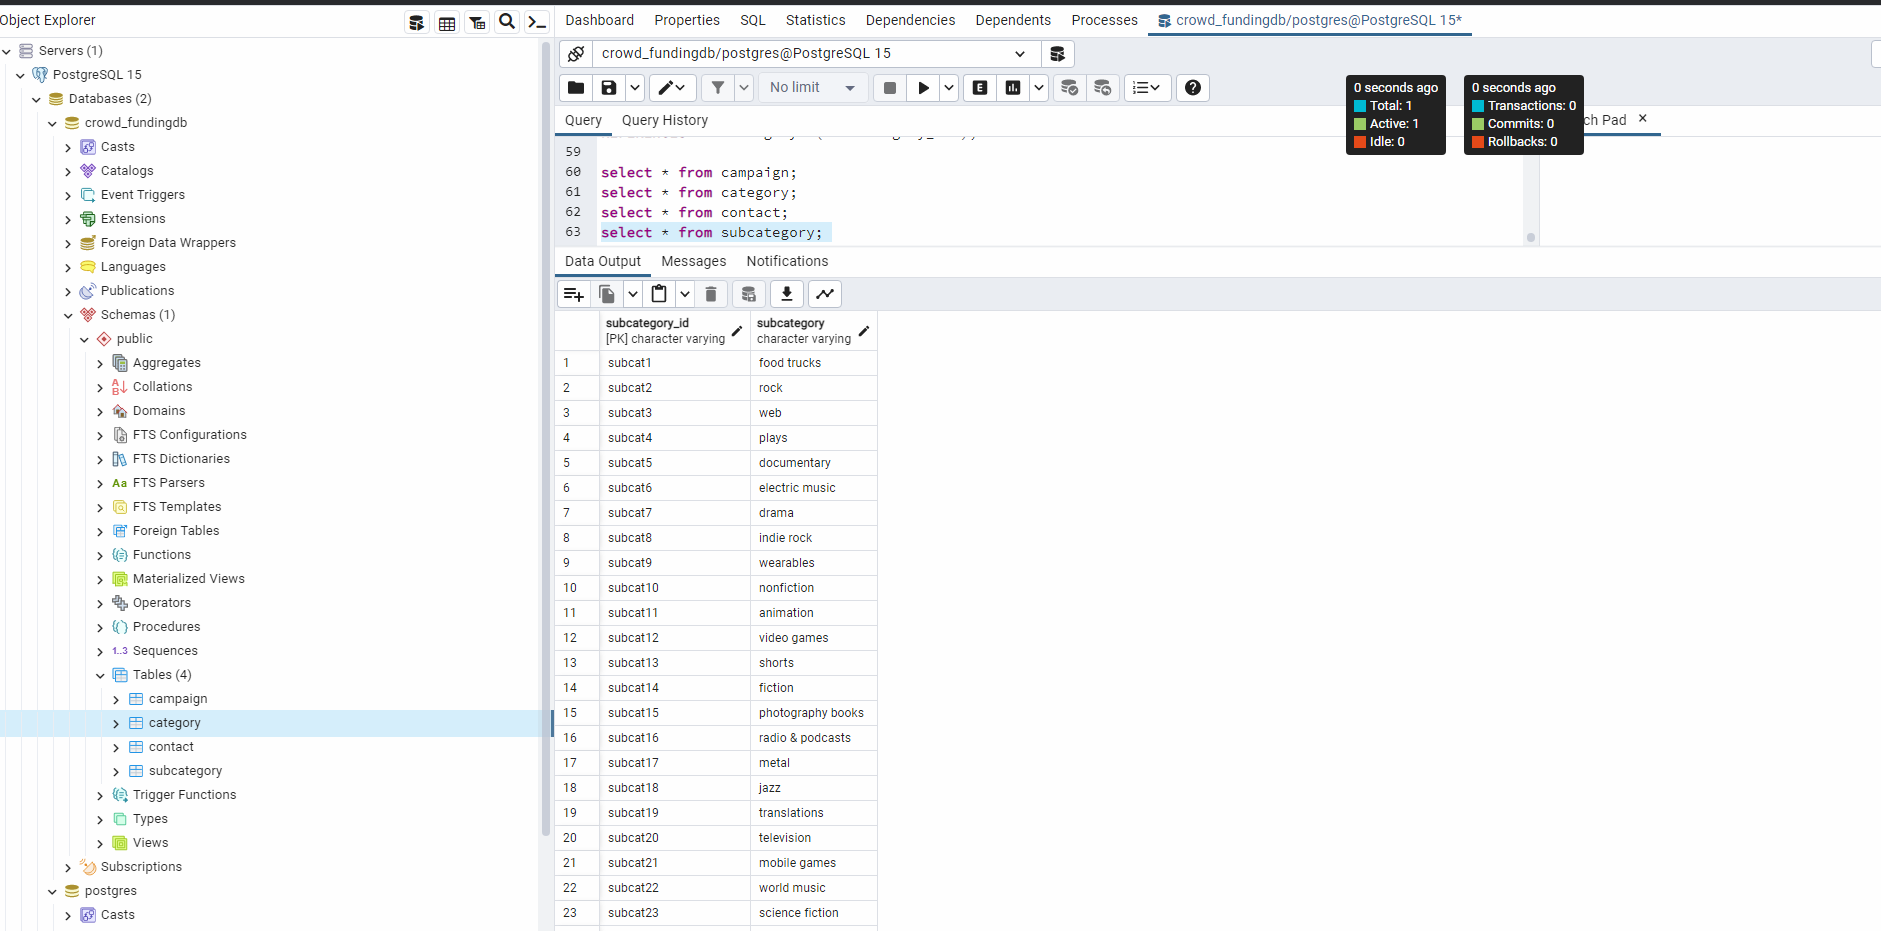 Object Explorer
Servers (1)
PostgreSQL 15
Databases (2)
crowd_fundingdb
Casts
Catalogs
Event Triggers
Extensions
Foreign Data Wrappers
Languages
Publications
Schemas (1)
public
Aggregates
Collations
Domains
FTS Configurations
FTS Dictionaries
Aa FTS Parsers
FTS Templates
Foreign Tables
Functions
Materialized Views
Operators
Procedures
1..3 Sequences
Tables (4)
campaign
category
contact
subcategory
Trigger Functions
Types
Views
Subscriptions
postgres
Casts
Dashboard Properties SQL Statistics Dependencies Dependents Processes crowd_fundingdb/postgres@PostgreSQL 15*
crowd_fundingdb/postgres@PostgreSQL 15
No limit E
0 seconds ago
Total: 1
Active: 1
Idle: 0
0 seconds ago
Transactions: 0
Commits: 0
Rollbacks: 0
Query Query History
ch Pad
59
60 select * from campaign;
61 select * from category;
62 select * from contact;
63 select * from subcategory;
Data Output Messages Notifications
subcategory_id subcategory
[PK] character varying character varying
1 subcat1 food trucks
2 subcat2 rock
3 subcat3 web
4 subcat4 plays
5 subcat5 documentary
6 subcat6 electric music
7 subcat7 drama
8 subcat8 indie rock
9 subcat9 wearables
10 subcat10 nonfiction
11 subcat11 animation
12 subcat12 video games
13 subcat13 shorts
14 subcat14 fiction
15 subcat15 photography books
16 subcat16 radio & podcasts
17 subcat17 metal
18 subcat18 jazz
19 subcat19 translations
20 subcat20 television
21 subcat21 mobile games
22 subcat22 world music
23 subcat23 science fiction